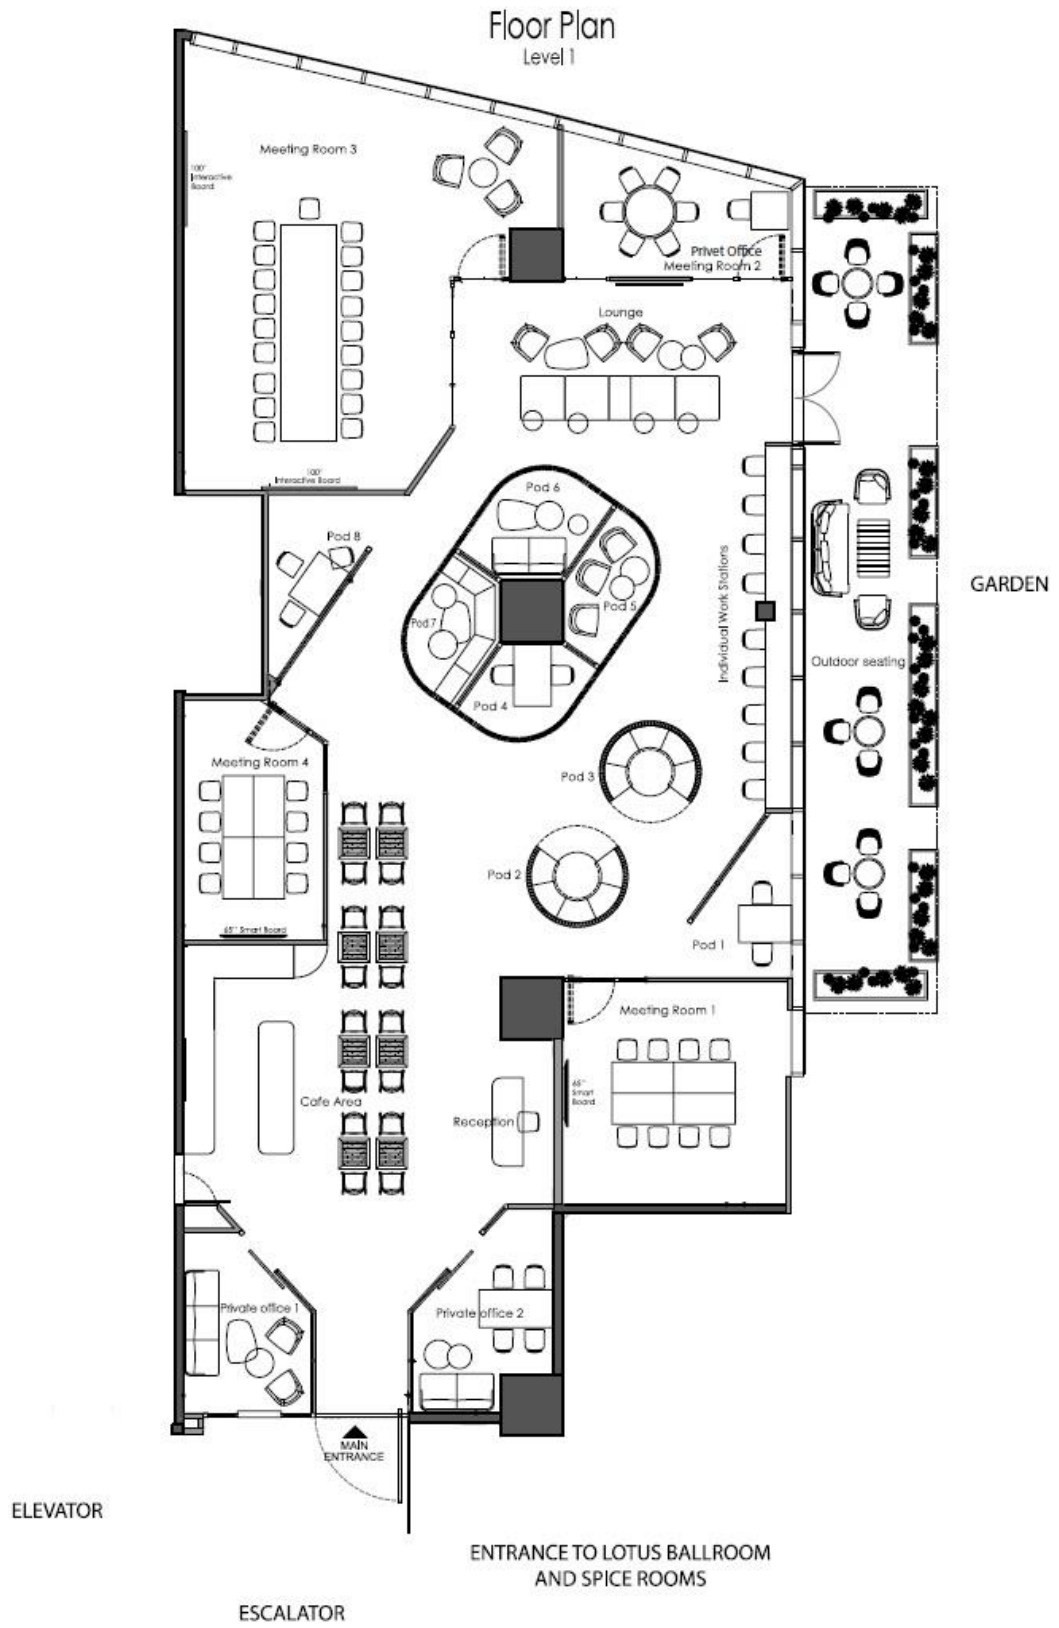 Floor Plan
Level 1
Meeting Room 3
100"
Interactive
Board
Privet Office
Meeting Room 2
Lounge
100"
Interactive Board
Pod 6
Pod 8
Pod 5
Pod 7
Pod 4
Individual Work Stations
GARDEN
Outdoor seating
Meeting Room 4
Pod 3
Pod 2
65" Smart Board
Pod 1
Meeting Room 1
65"
Smart
Board
Cafe Area
Reception
Private office 1
Private office 2
MAIN
ENTRANCE
ELEVATOR
ENTRANCE TO LOTUS BALLROOM
AND SPICE ROOMS
ESCALATOR